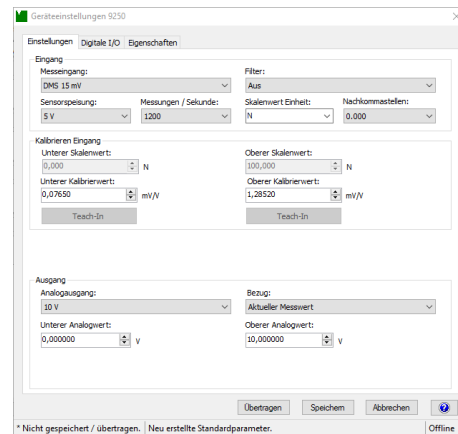 Geräteeinstellungen 9250
Einstellungen Digitale I/O Eigenschaften
Eingang
Messeingang: Filter:
DMS 15 mV Aus
Sensorspeisung: Messungen / Sekunde: Skalenwert Einheit: Nachkommastellen:
5 V 1200 N 0.000
Kalibrieren Eingang
Unterer Skalenwert: Oberer Skalenwert:
0,000 N 100,000 N
Unterer Kalibrierwert: Oberer Kalibrierwert:
0,07650 mV/V 1,28520 mV/V
Teach-In Teach-In
Ausgang
Analogausgang: Bezug:
10 V Aktueller Messwert
Unterer Analogwert: Oberer Analogwert:
0,000000 V 10,000000 V
Übertragen Speichern Abbrechen ?
* Nicht gespeichert / übertragen. Neu erstellte Standardparameter. Offline